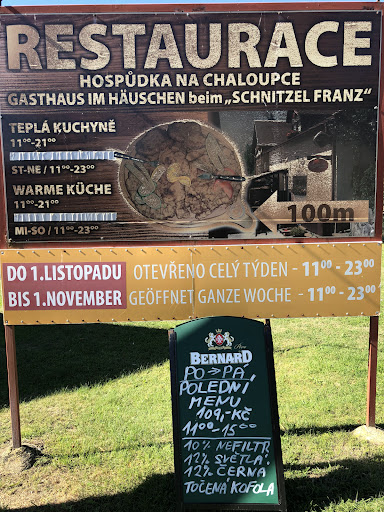 RESTAURACE
HOSPŮDKA NA CHALOUPCE
GASTHAUS IM HÄUSCHEN beim „SCHNITZEL FRANZ"
TEPLÁ KUCHYNĚ
11⁰⁰-21⁰⁰
ST-NE / 11⁰⁰-23⁰⁰
WARME KÜCHE
11⁰⁰-21⁰⁰
MI-SO / 11⁰⁰-23⁰⁰
100m
DO 1.LISTOPADU OTEVŘENO CELÝ TÝDEN - 11⁰⁰ - 23⁰⁰
BIS 1.NOVEMBER GEÖFFNET GANZE WOCHE - 11⁰⁰ - 23⁰⁰
BERNARD
PO → PÁ
POLEDNÍ
MENU
109,-KČ
11⁰⁰-15⁰⁰
10% NEFILTR.
12% SVĚTLÁ
12% ČERNÁ
TOČENÁ KOFOLA